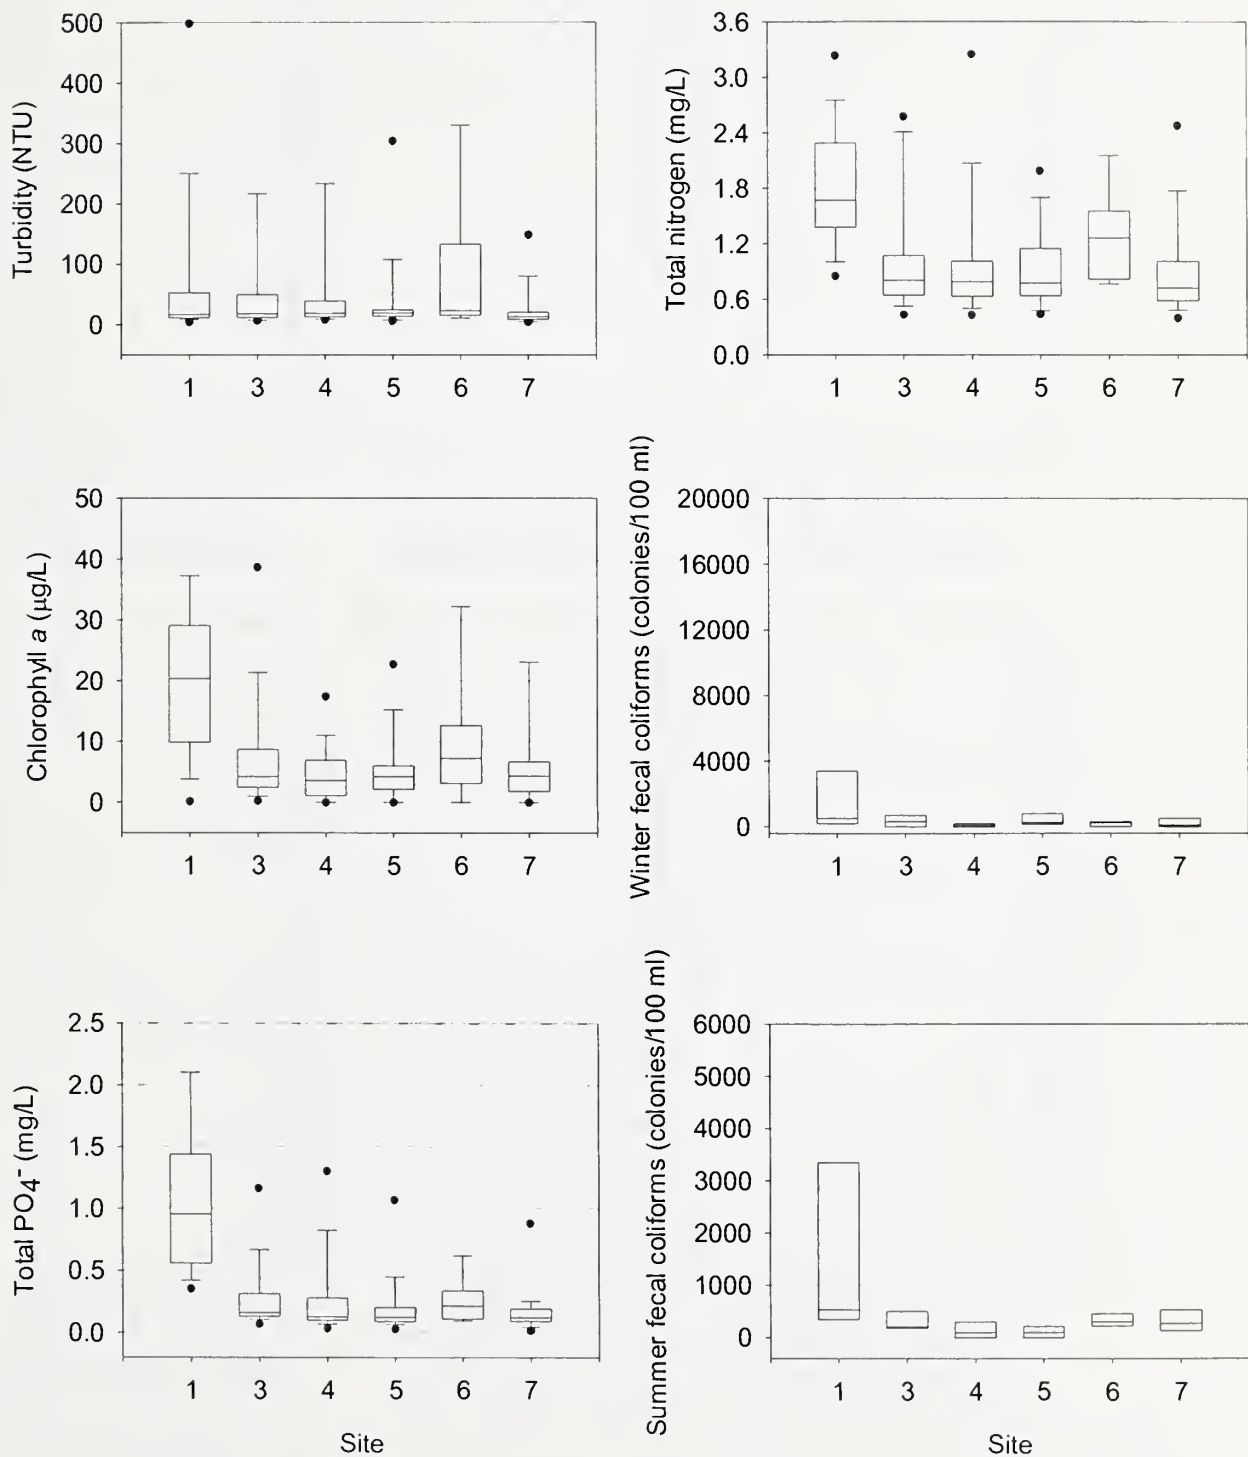 Turbidity (NTU)
500
400
300
200
100
0
1 3 4 5 6 7
Total nitrogen (mg/L)
3.6
3.0
2.4
1.8
1.2
0.6
0.0
1 3 4 5 6 7
Chlorophyll a (µg/L)
50
40
30
20
10
0
1 3 4 5 6 7
Winter fecal coliforms (colonies/100 ml)
20000
16000
12000
8000
4000
0
1 3 4 5 6 7
Total PO4⁻ (mg/L)
2.5
2.0
1.5
1.0
0.5
0.0
1 3 4 5 6 7
Site
Summer fecal coliforms (colonies/100 ml)
6000
5000
4000
3000
2000
1000
0
1 3 4 5 6 7
Site